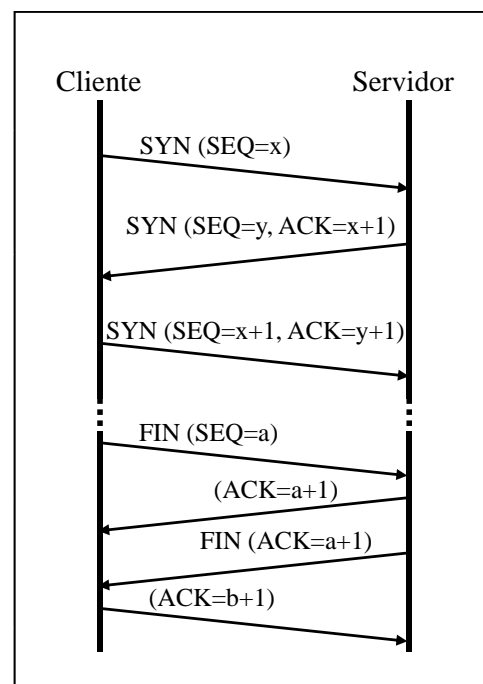 Cliente Servidor
SYN (SEQ=x)
SYN (SEQ=y, ACK=x+1)
SYN (SEQ=x+1, ACK=y+1)
FIN (SEQ=a)
(ACK=a+1)
FIN (ACK=a+1)
(ACK=b+1)